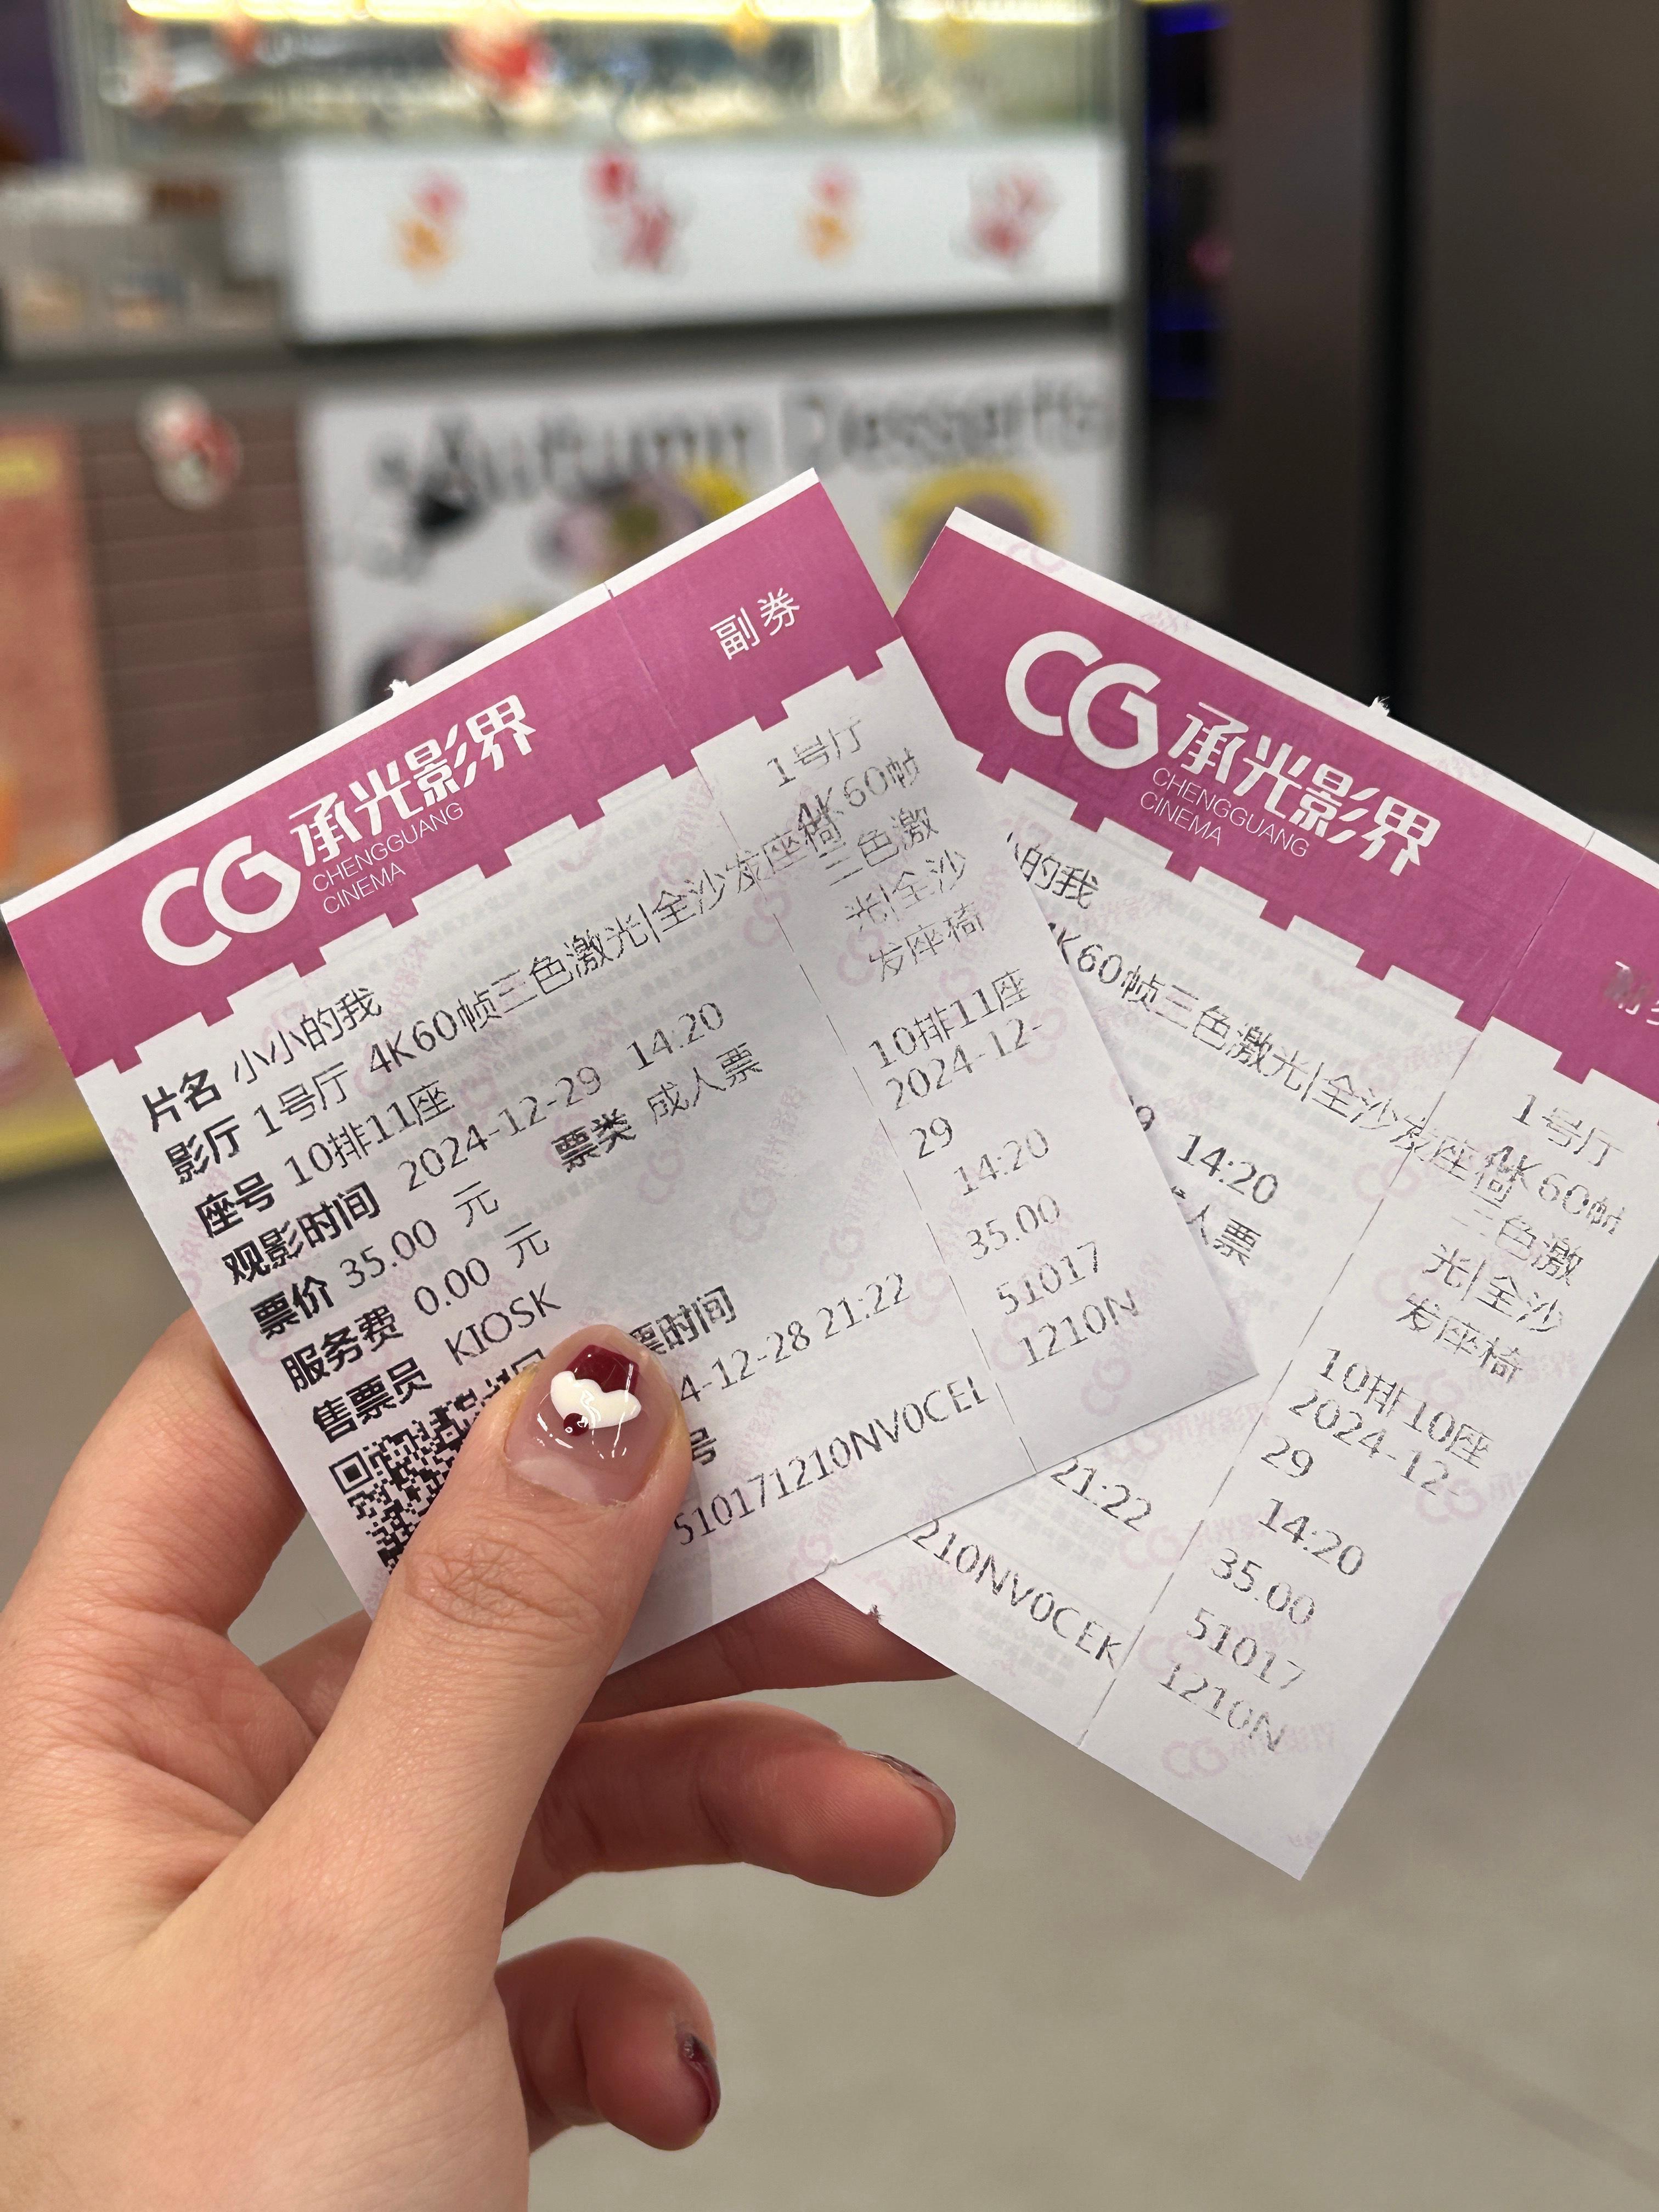 Autumn Desserts
副券
CG 承光影界
CHENGGUANG
CINEMA
片名 小小的我
影厅 1号厅 4K60帧三色激光|全沙发座椅
座号 10排11座
观影时间 2024-12-29 14:20
票价 35.00 元 票类 成人票
服务费 0.00 元
售票员 KIOSK
票时间
4-12-28 21:22
号
510171210NV0CEL
1号厅
4K60帧
三色激
光|全沙
发座椅
10排11座
2024-12-
29
14:20
35.00
51017
1210N
CG 承光影界
CHENGGUANG
CINEMA
的我
4K60帧三色激光|全沙发座椅
9 14:20
人票
21:22
210NV0CEK
1号厅
4K60帧
三色激
光|全沙
发座椅
10排10座
2024-12-
29
14:20
35.00
51017
1210N